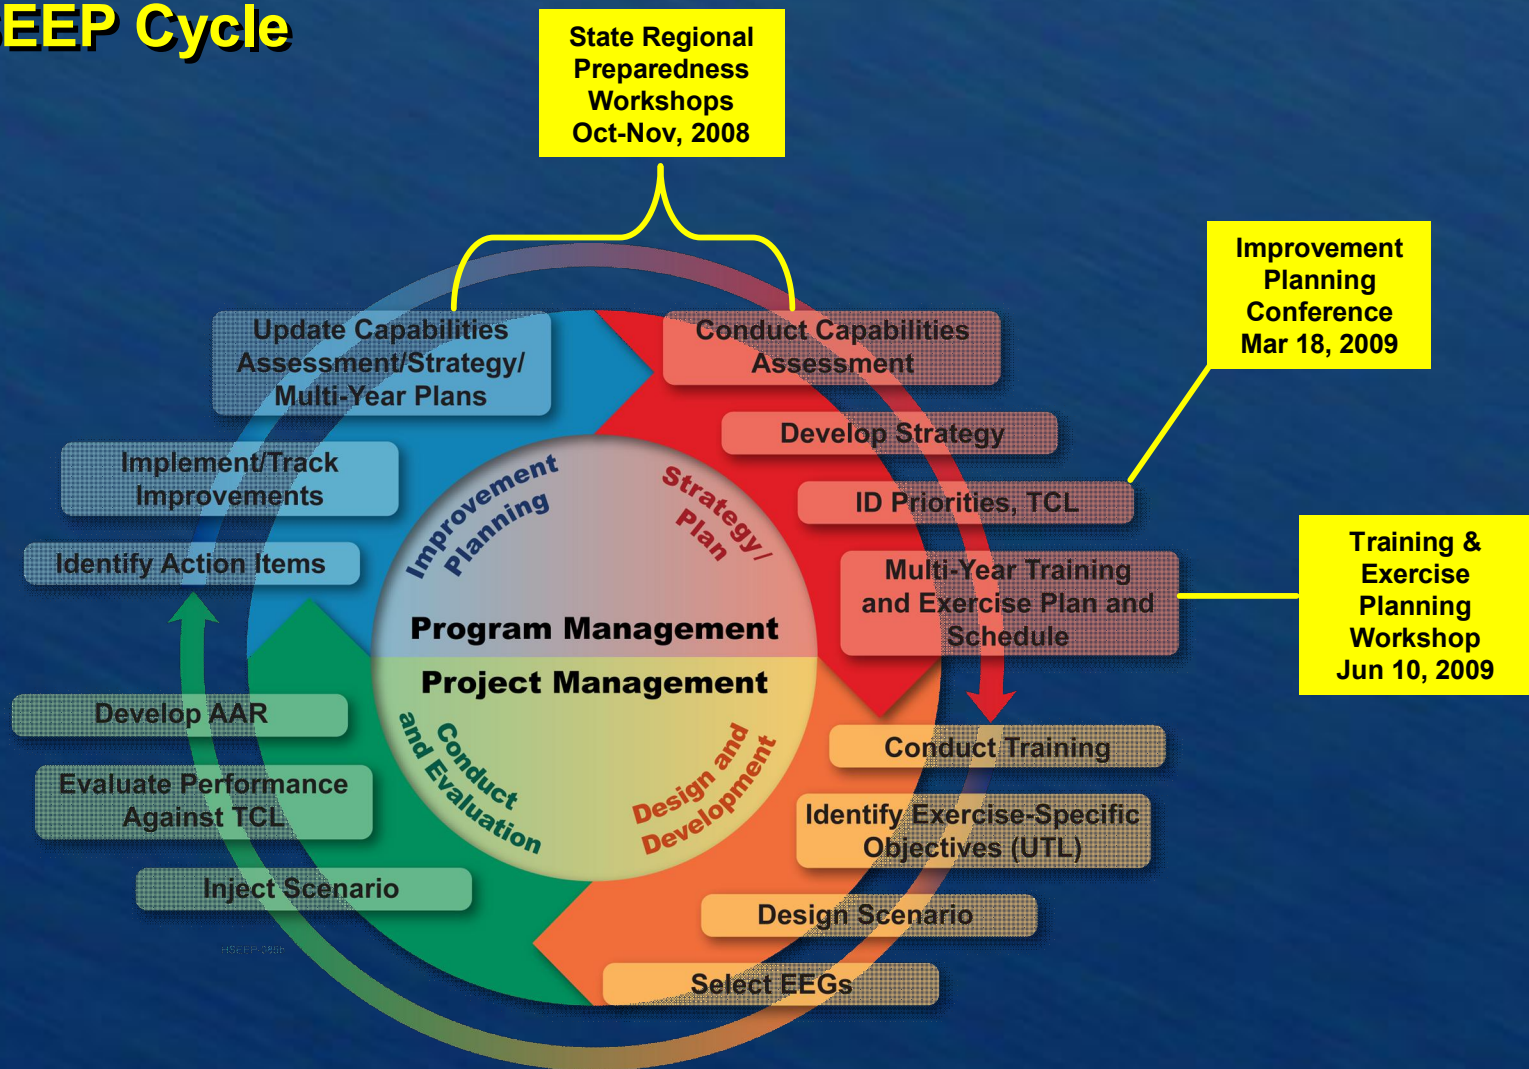 EEP Cycle
State Regional
Preparedness
Workshops
Oct-Nov, 2008
Improvement
Planning
Conference
Mar 18, 2009
Training &
Exercise
Planning
Workshop
Jun 10, 2009
Update Capabilities
Assessment/Strategy/
Multi-Year Plans
Implement/Track
Improvements
Identify Action Items
Conduct Capabilities
Assessment
Develop Strategy
ID Priorities, TCL
Multi-Year Training
and Exercise Plan and
Schedule
Improvement
Planning
Strategy/
Plan
Program Management
Project Management
Conduct
and Evaluation
Design and
Development
Develop AAR
Evaluate Performance
Against TCL
Inject Scenario
Conduct Training
Identify Exercise-Specific
Objectives (UTL)
Design Scenario
Select EEGs